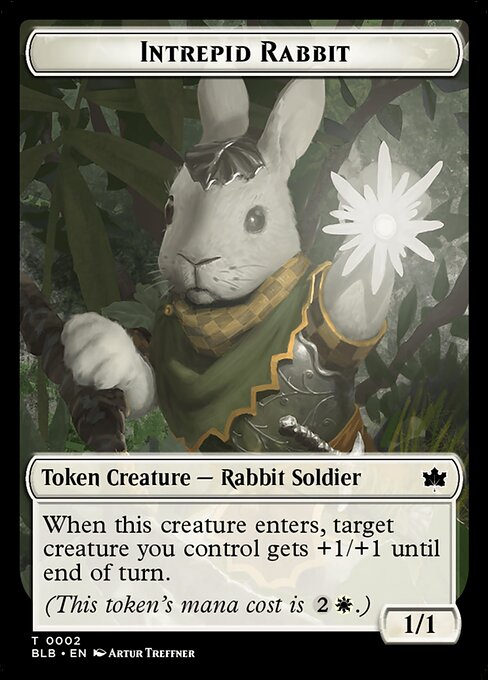 Intrepid Rabbit
Token Creature — Rabbit Soldier
When this creature enters, target
creature you control gets +1/+1 until
end of turn.
(This token's mana cost is 2.)
1/1
T 0002
BLB • EN Artur Treffner